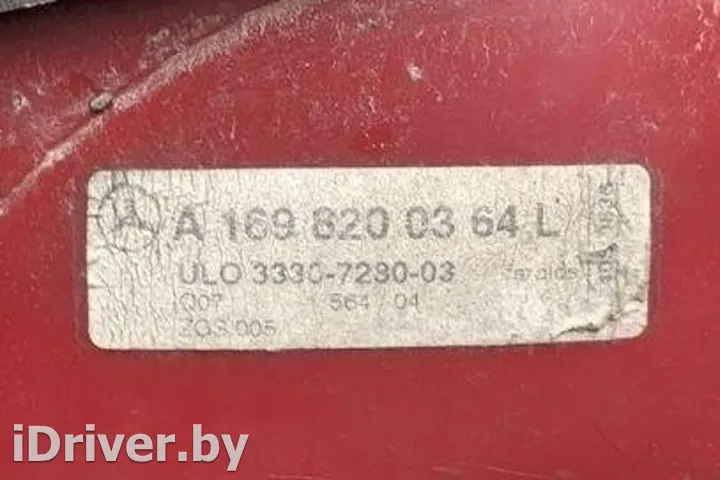 A 169 820 03 64 L
ULO 3330-7280-03
Q07 564 / 04
ZGS 005
iDriver.by